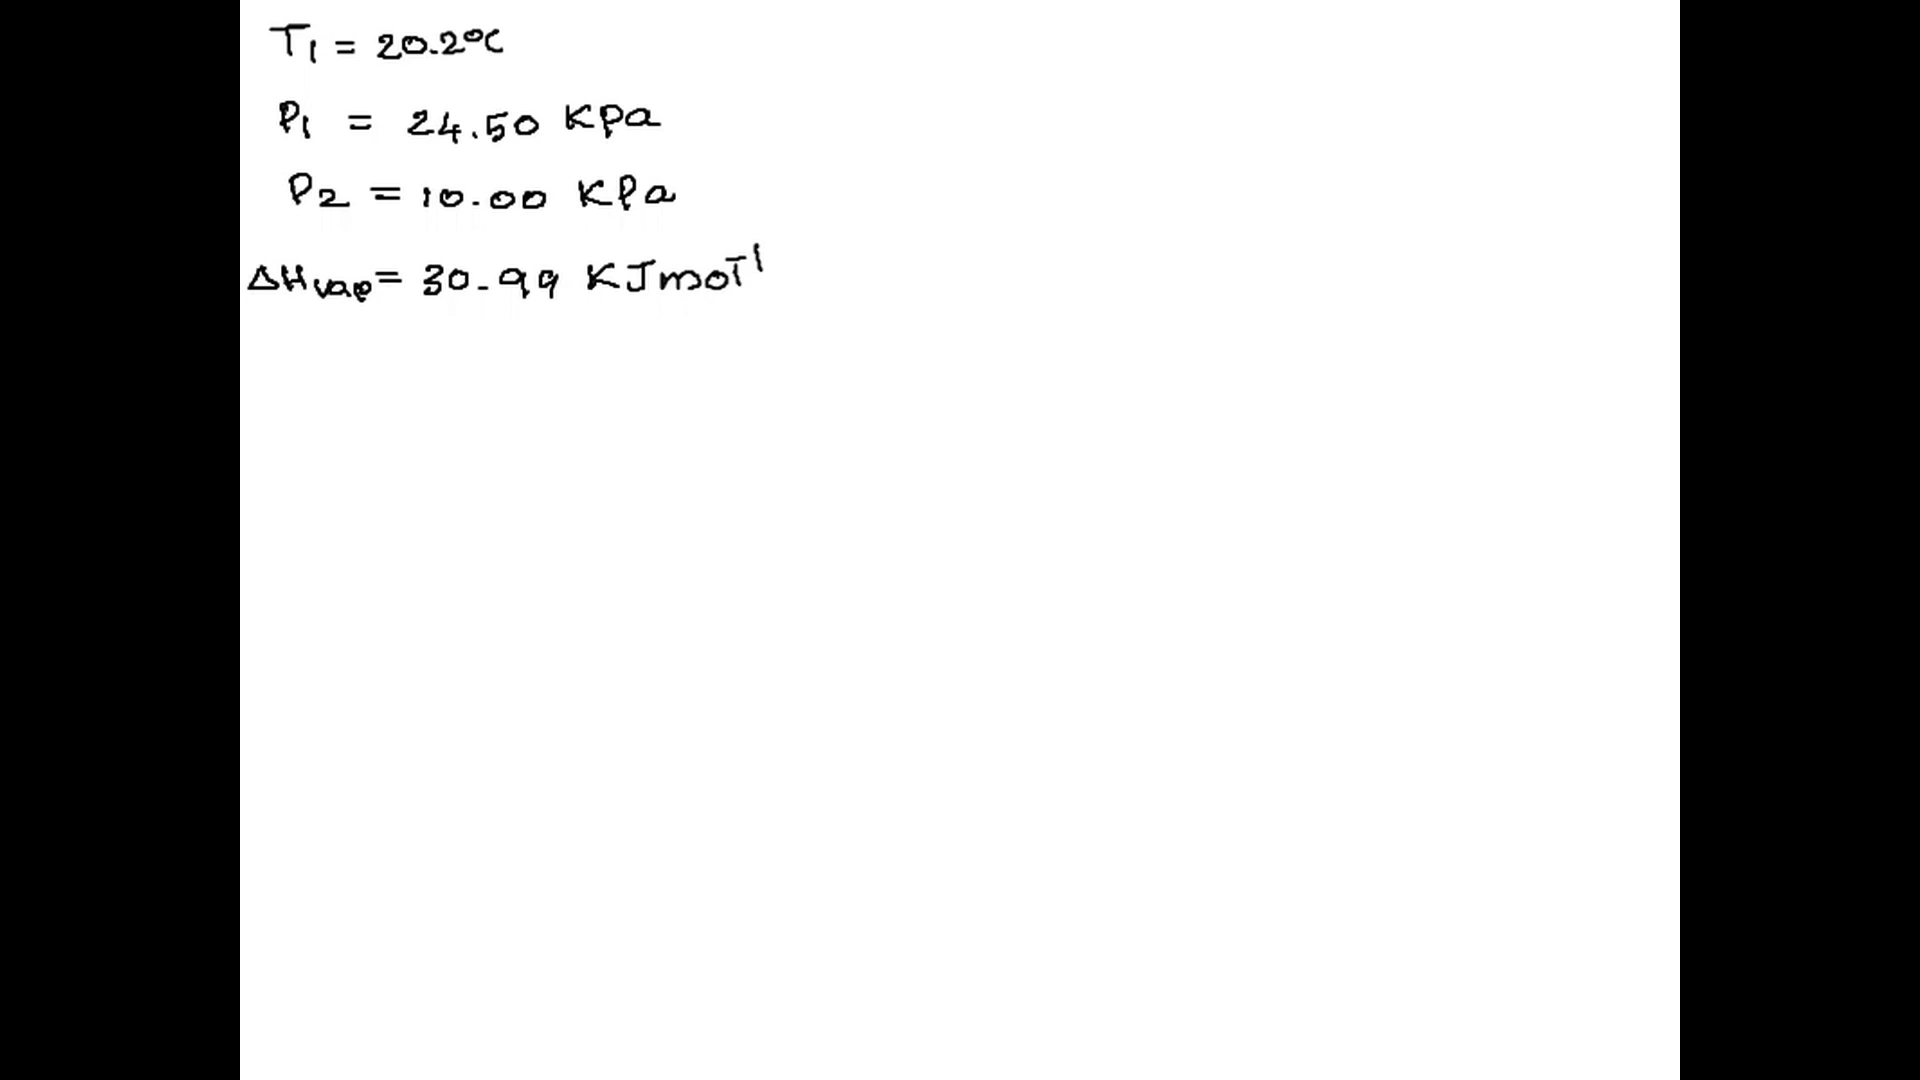 T1 = 20.2°C
P1 = 24.50 KPa
P2 = 10.00 KPa
ΔHvap = 30.99 KJmol-1